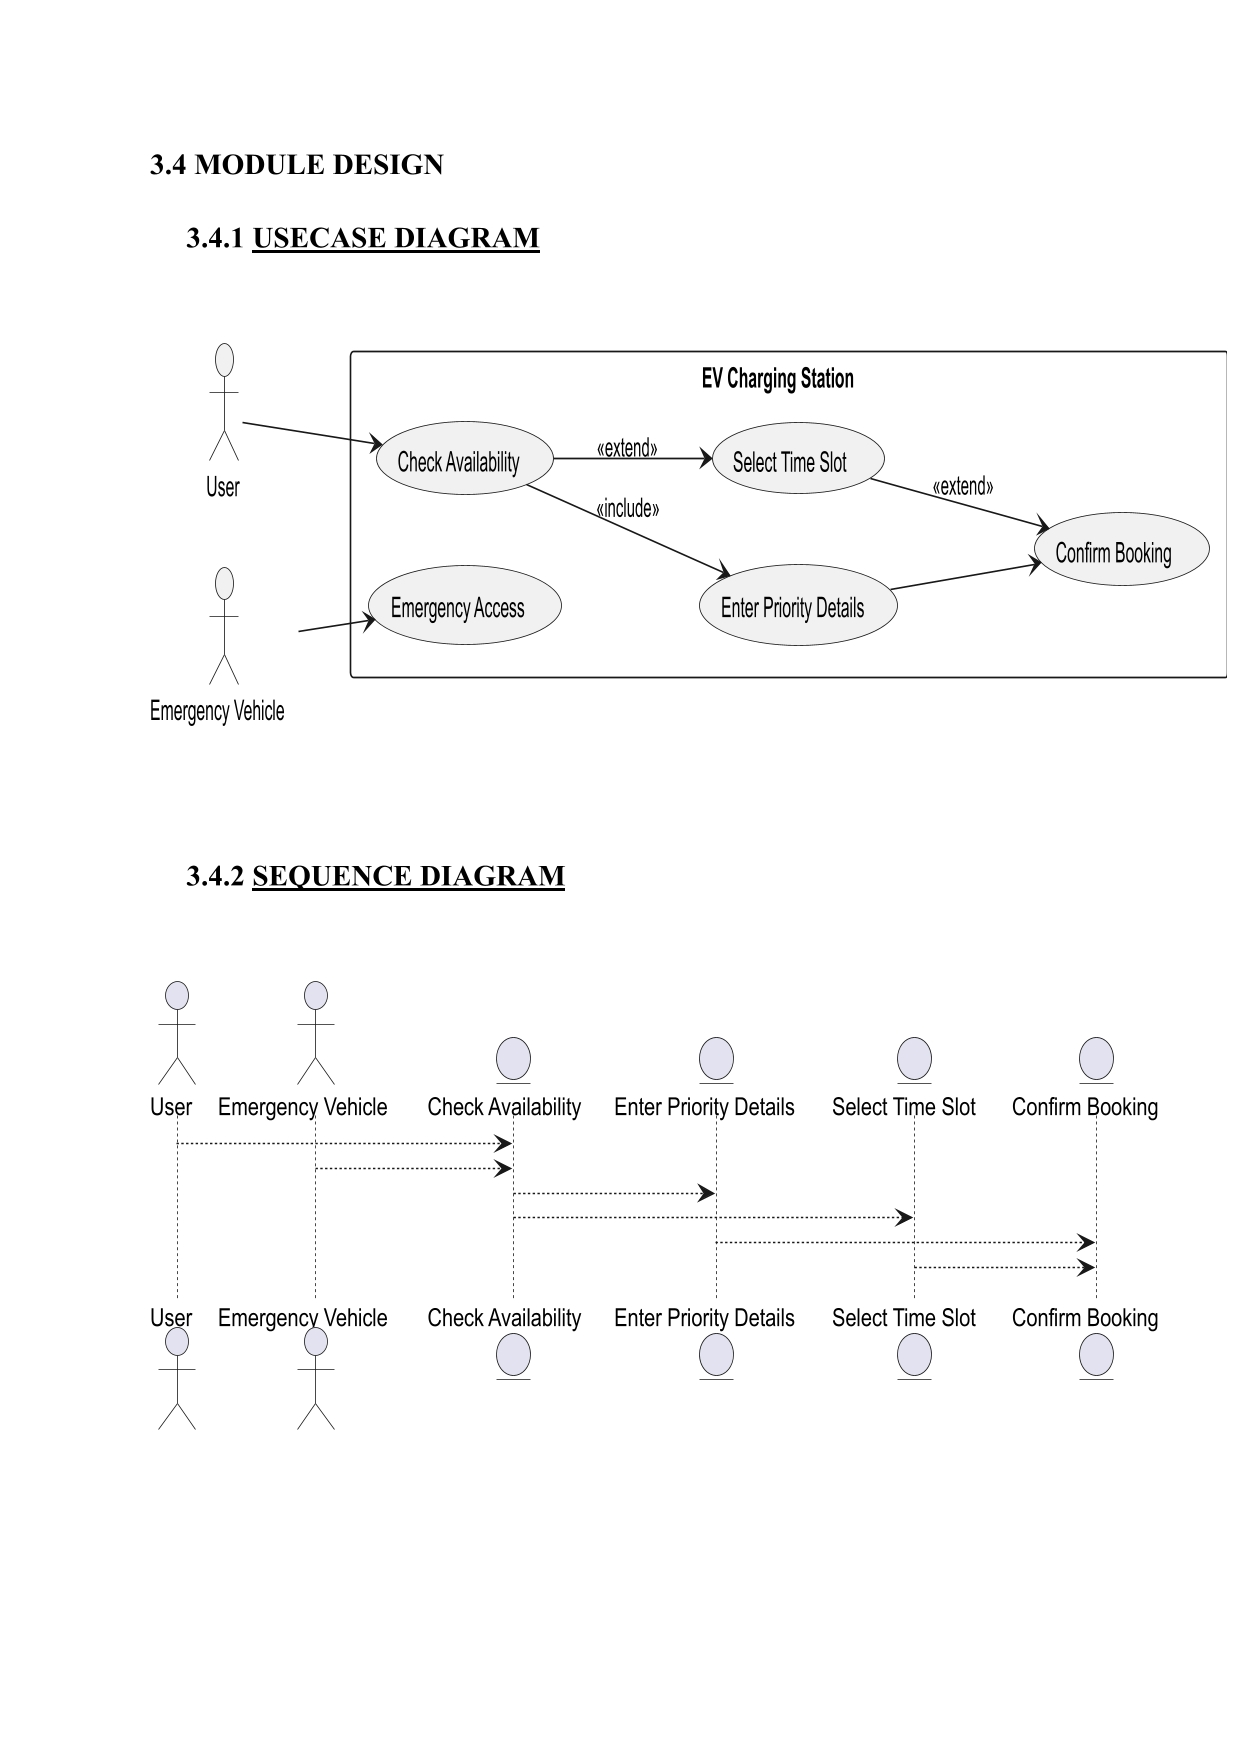 3.4 MODULE DESIGN
3.4.1 USECASE DIAGRAM
EV Charging Station
«extend»
Check Availability
Select Time Slot
User
«extend»
«include»
Confirm Booking
Emergency Access
Enter Priority Details
Emergency Vehicle
3.4.2 SEQUENCE DIAGRAM
User Emergency Vehicle Check Availability Enter Priority Details Select Time Slot Confirm Booking
User Emergency Vehicle Check Availability Enter Priority Details Select Time Slot Confirm Booking